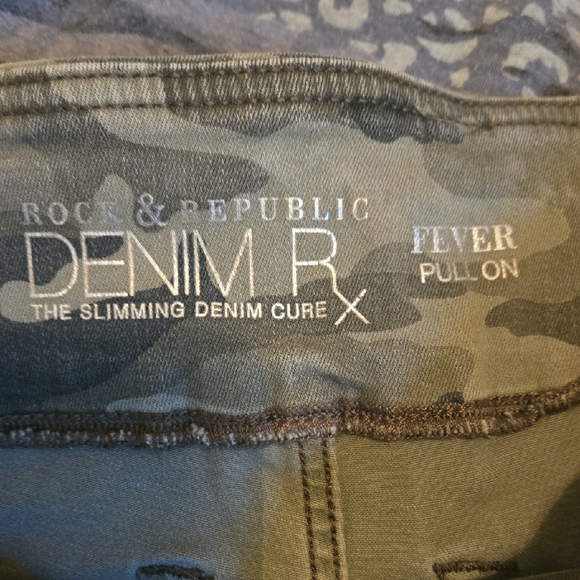 ROCK & REPUBLIC
DENIM Rx
THE SLIMMING DENIM CURE
FEVER
PULL ON